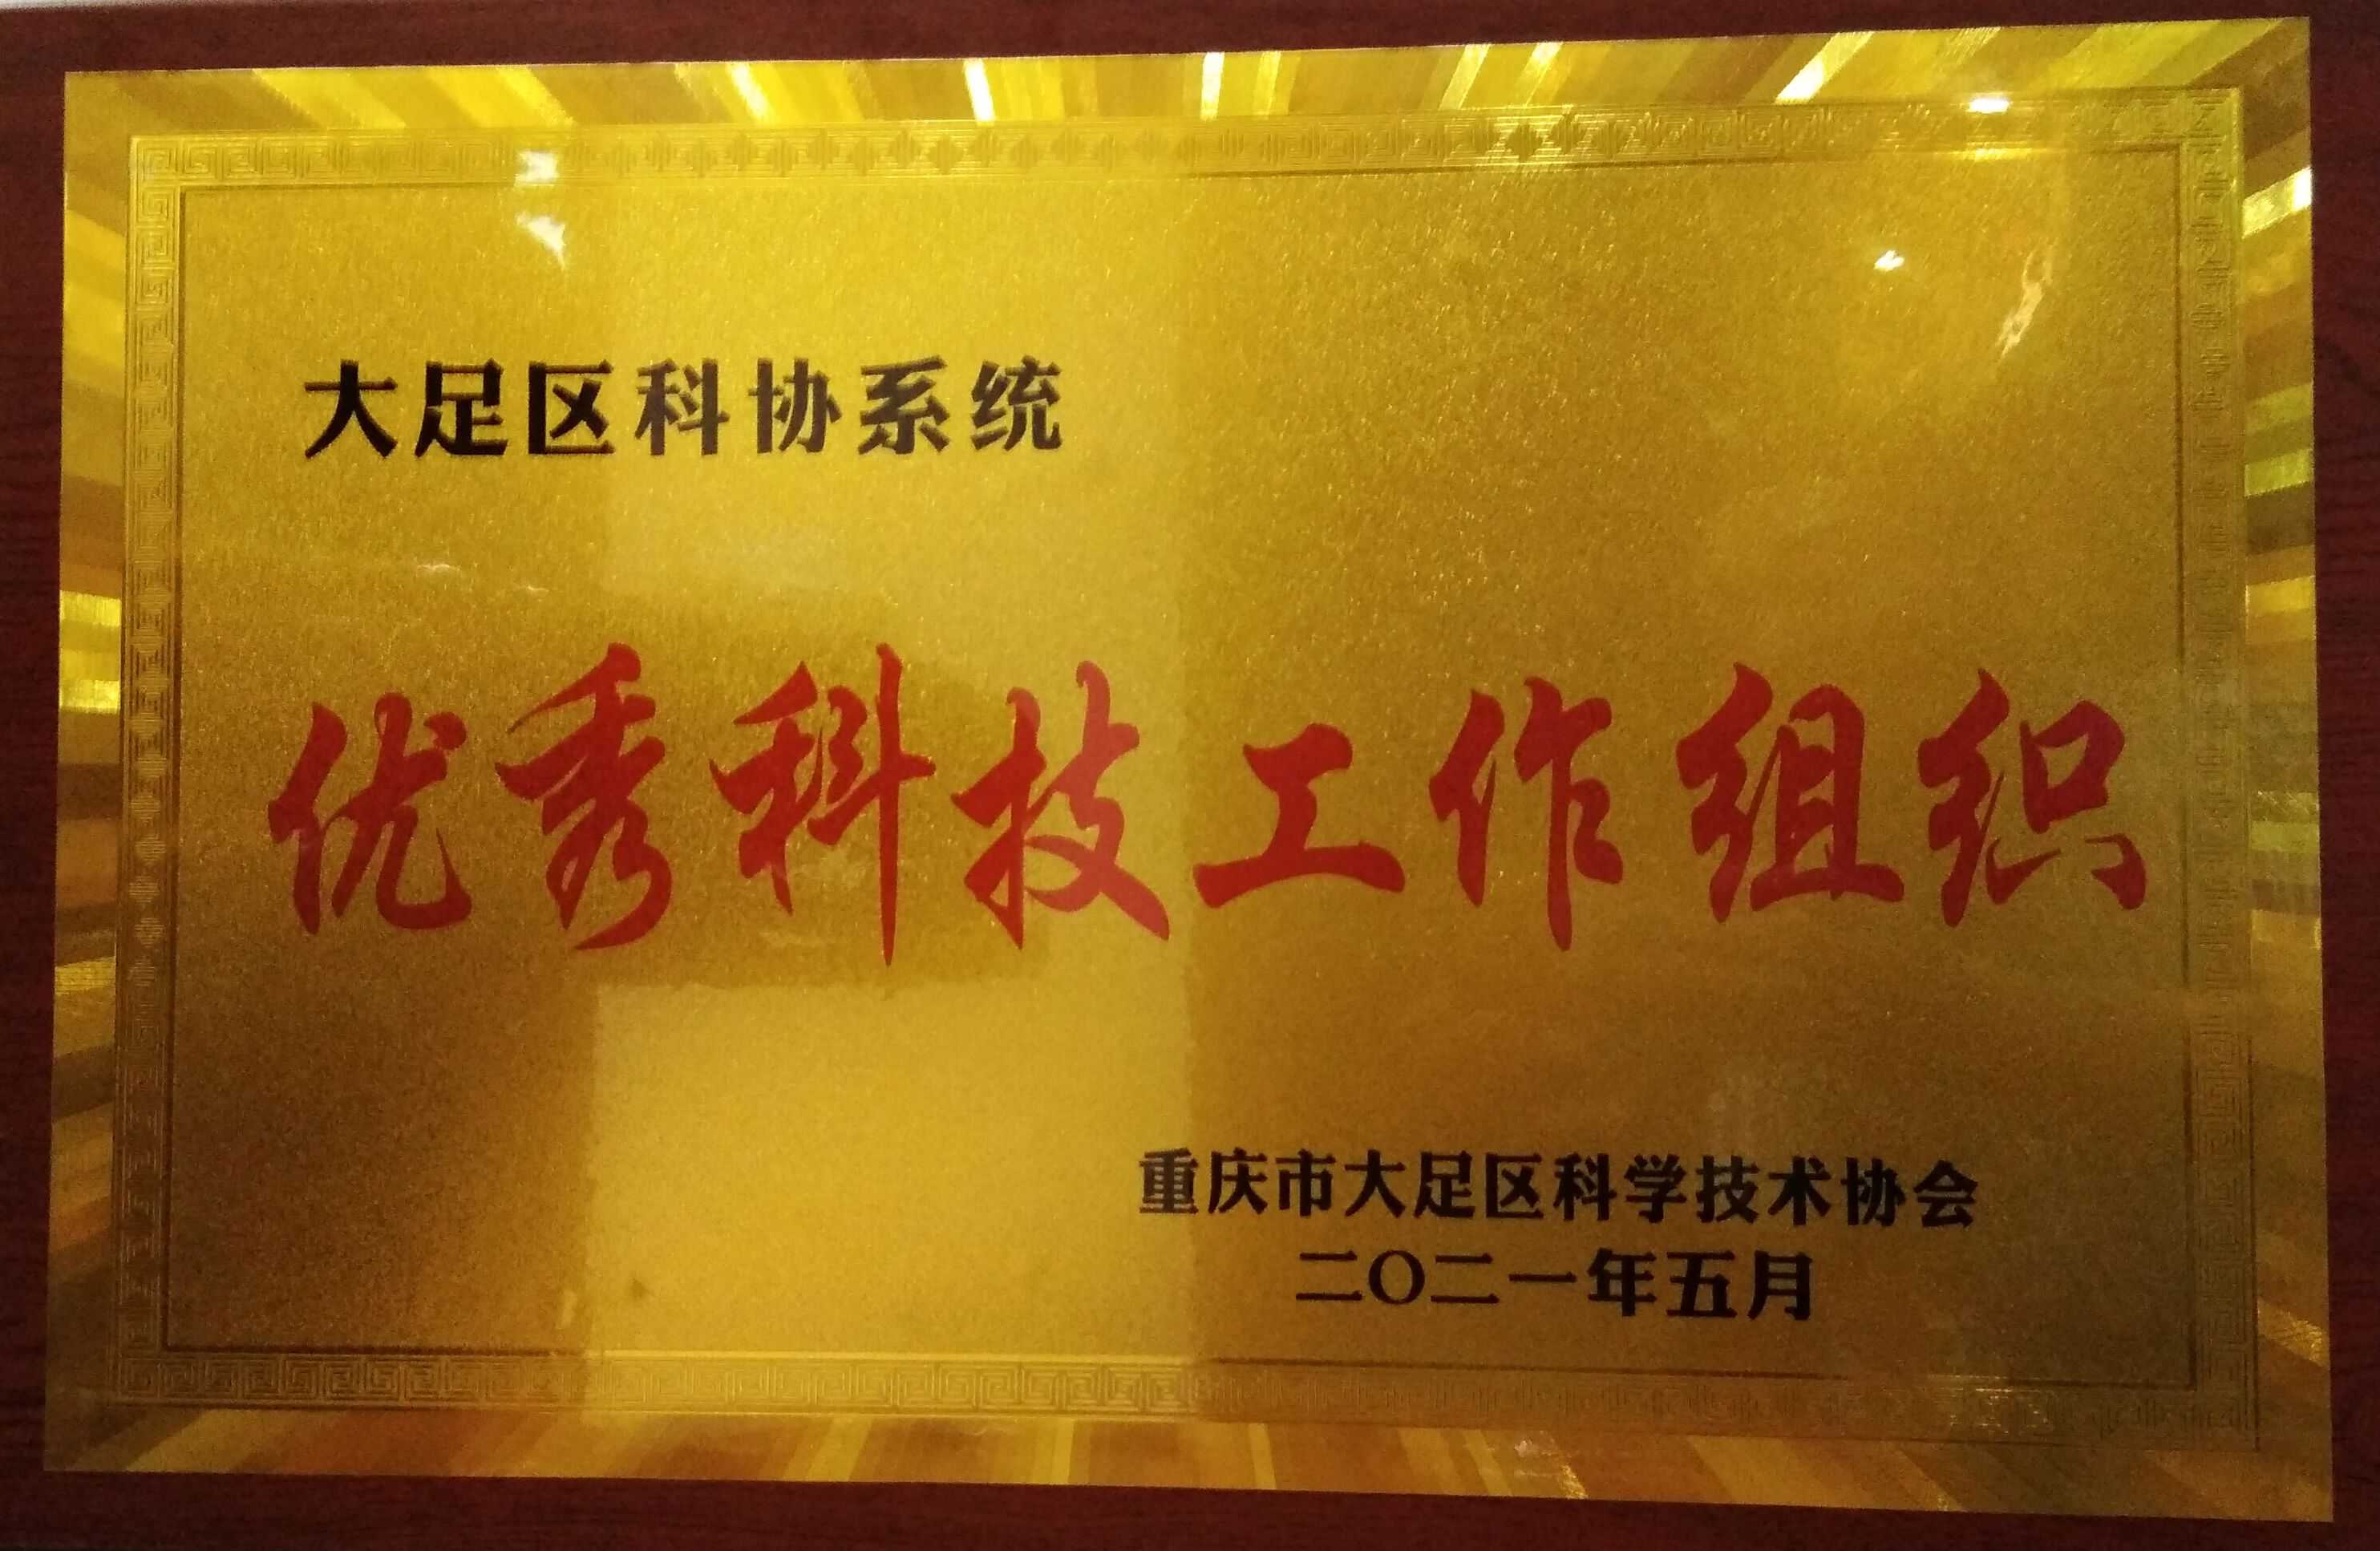 大足区科协系统
优秀科技工作组织
重庆市大足区科学技术协会
二〇二一年五月